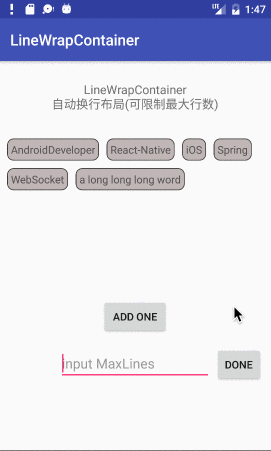 1:47
LineWrapContainer
LineWrapContainer
自动换行布局(可限制最大行数)
AndroidDeveloper React-Native iOS Spring
WebSocket a long long long word
ADD ONE
input MaxLines DONE